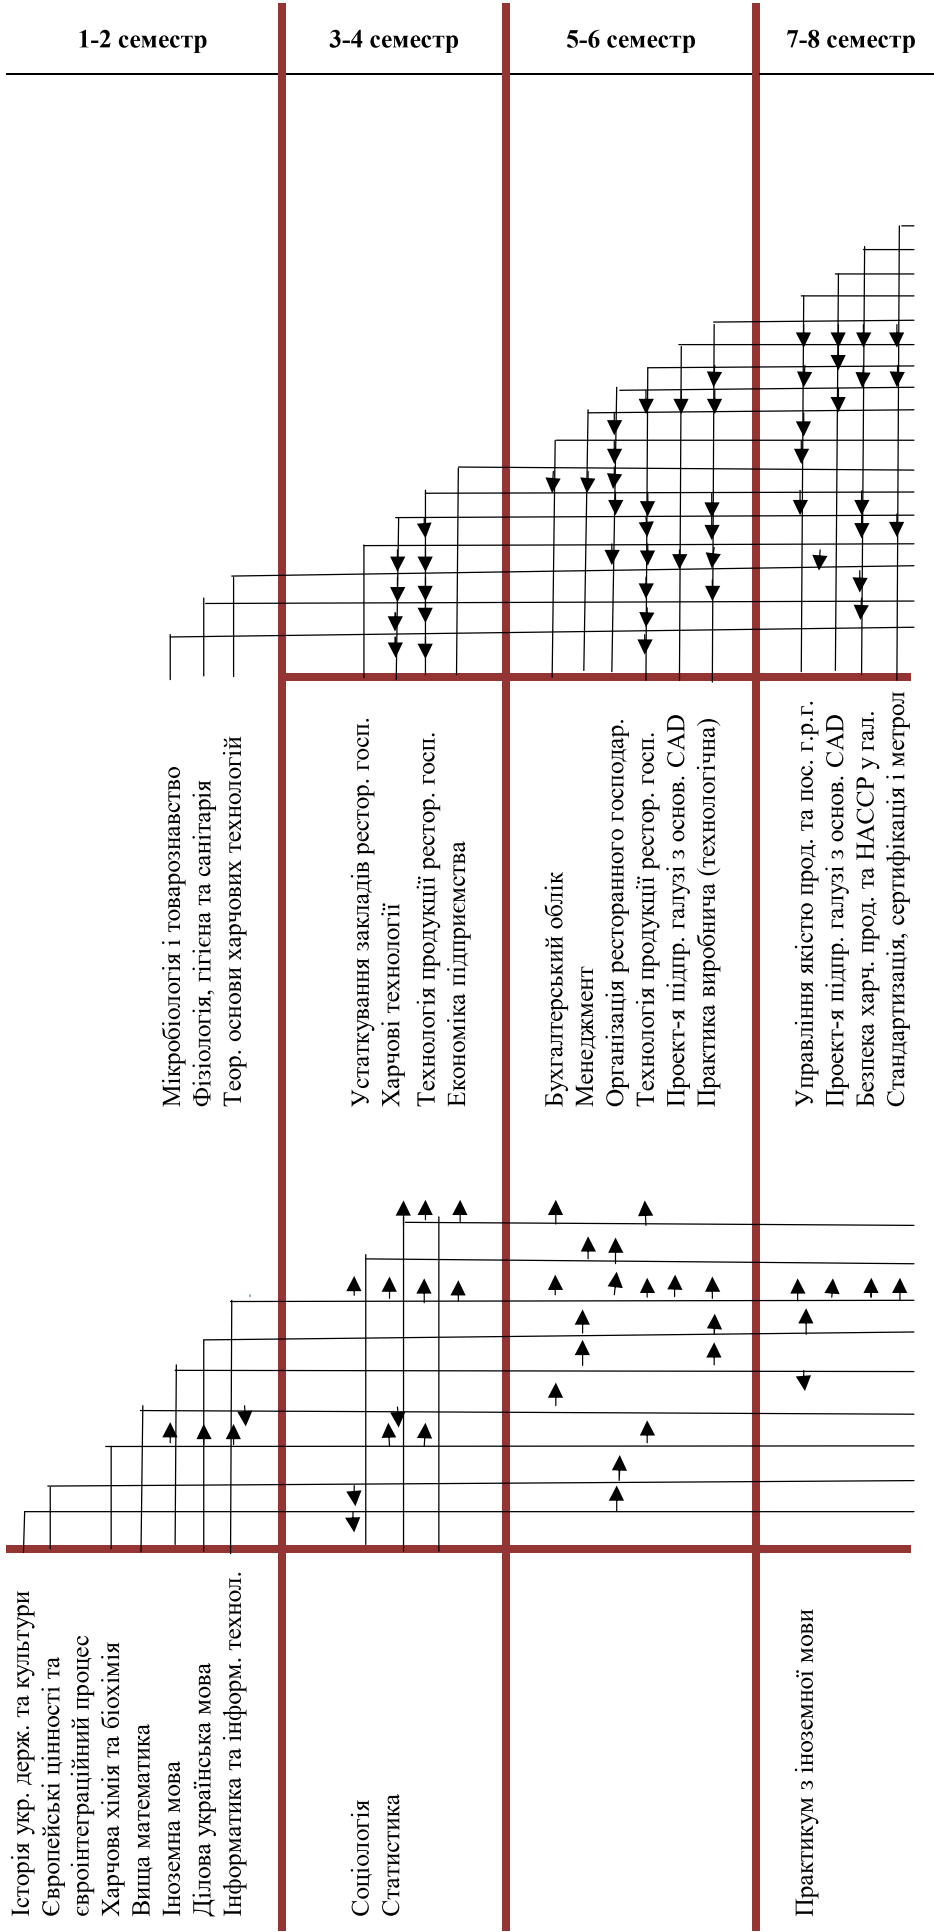 1-2 семестр
3-4 семестр
5-6 семестр
7-8 семестр
Мікробіологія і товарознавство
Фізіологія, гігієна та санітарія
Теор. основи харчових технологій
Устаткування закладів рестор. госп.
Харчові технології
Технологія продукції рестор. госп.
Економіка підприємства
Бухгалтерський облік
Менеджмент
Організація ресторанного господар.
Технологія продукції рестор. госп.
Проект-я підпр. галузі з основ. CAD
Практика виробнича (технологічна)
Управління якістю прод. та пос. г.р.г.
Проект-я підпр. галузі з основ. CAD
Безпека харч. прод. та НАССР у гал.
Стандартизація, сертифікація і метрол
Історія укр. держ. та культури
Європейські цінності та
євроінтеграційний процес
Харчова хімія та біохімія
Вища математика
Іноземна мова
Ділова українська мова
Інформатика та інформ. технол.
Соціологія
Статистика
Практикум з іноземної мови